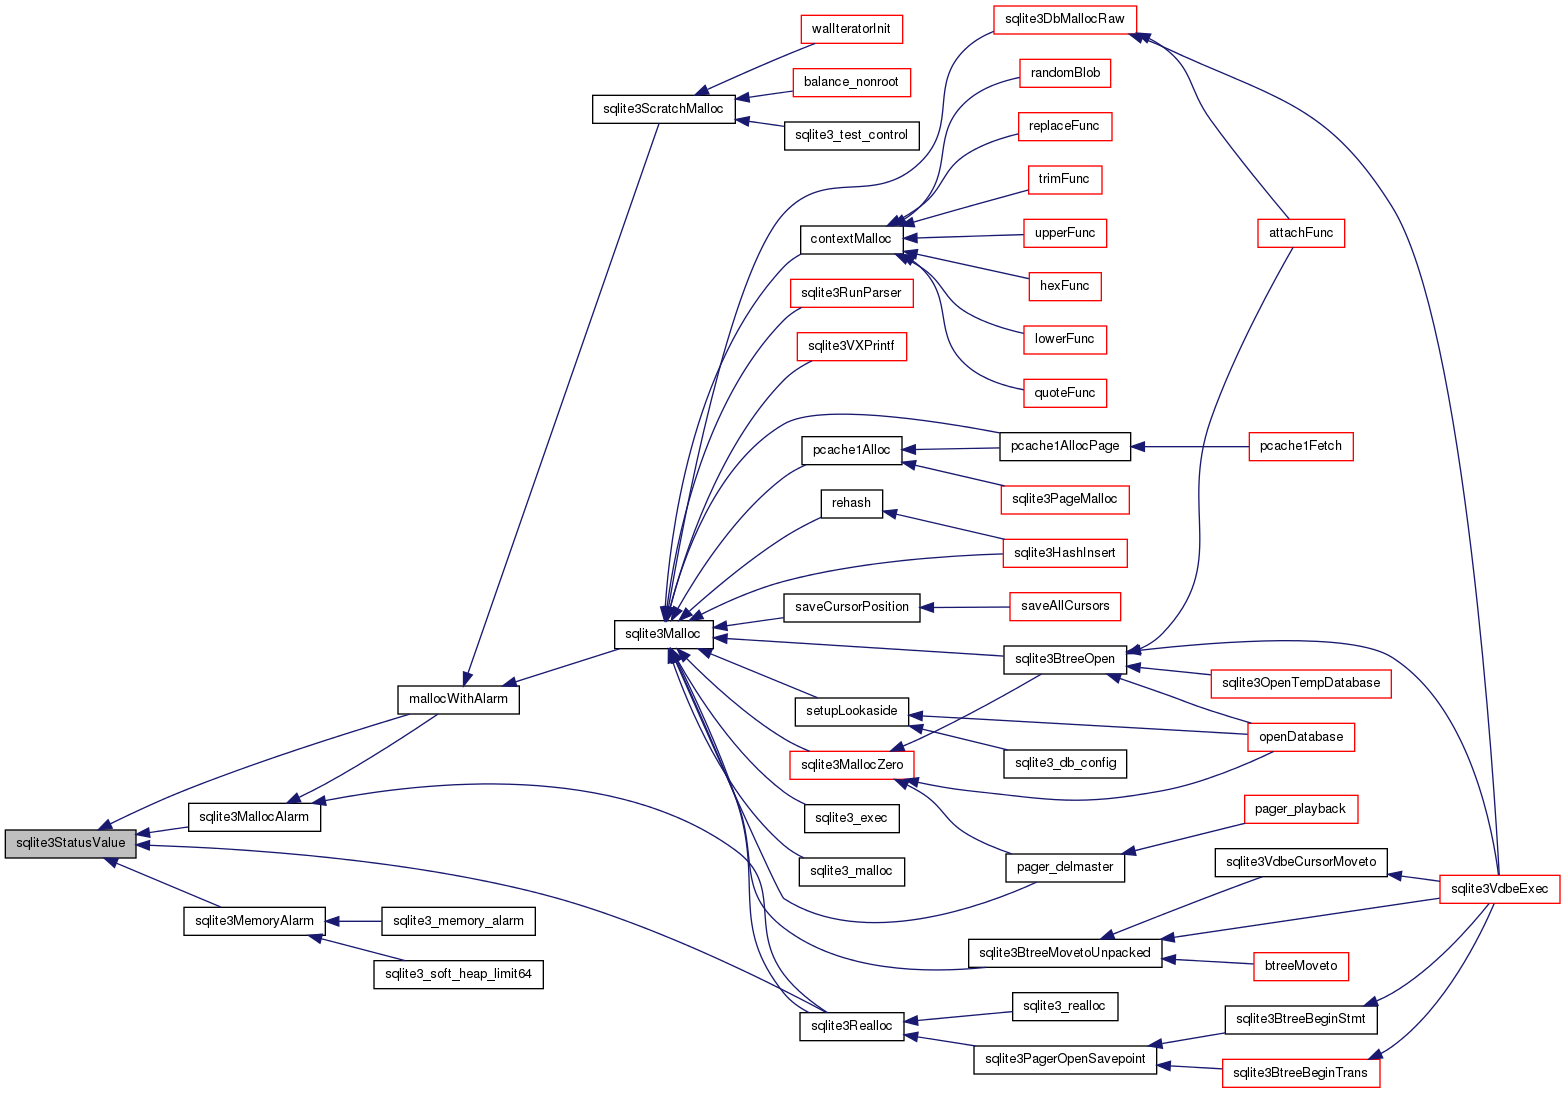 sqlite3DbMallocRaw
walIteratorInit
randomBlob
balance_nonroot
sqlite3ScratchMalloc
replaceFunc
sqlite3_test_control
trimFunc
contextMalloc
upperFunc
attachFunc
hexFunc
sqlite3RunParser
lowerFunc
sqlite3VXPrintf
quoteFunc
pcache1Alloc
pcache1AllocPage
pcache1Fetch
sqlite3PageMalloc
rehash
sqlite3HashInsert
saveCursorPosition
saveAllCursors
sqlite3Malloc
sqlite3BtreeOpen
sqlite3OpenTempDatabase
mallocWithAlarm
setupLookaside
openDatabase
sqlite3MallocZero
sqlite3_db_config
pager_playback
sqlite3MallocAlarm
sqlite3_exec
sqlite3StatusValue
sqlite3VdbeCursorMoveto
sqlite3_malloc
pager_delmaster
sqlite3VdbeExec
sqlite3MemoryAlarm
sqlite3_memory_alarm
sqlite3BtreeMovetoUnpacked
btreeMoveto
sqlite3_soft_heap_limit64
sqlite3_realloc
sqlite3Realloc
sqlite3BtreeBeginStmt
sqlite3PagerOpenSavepoint
sqlite3BtreeBeginTrans